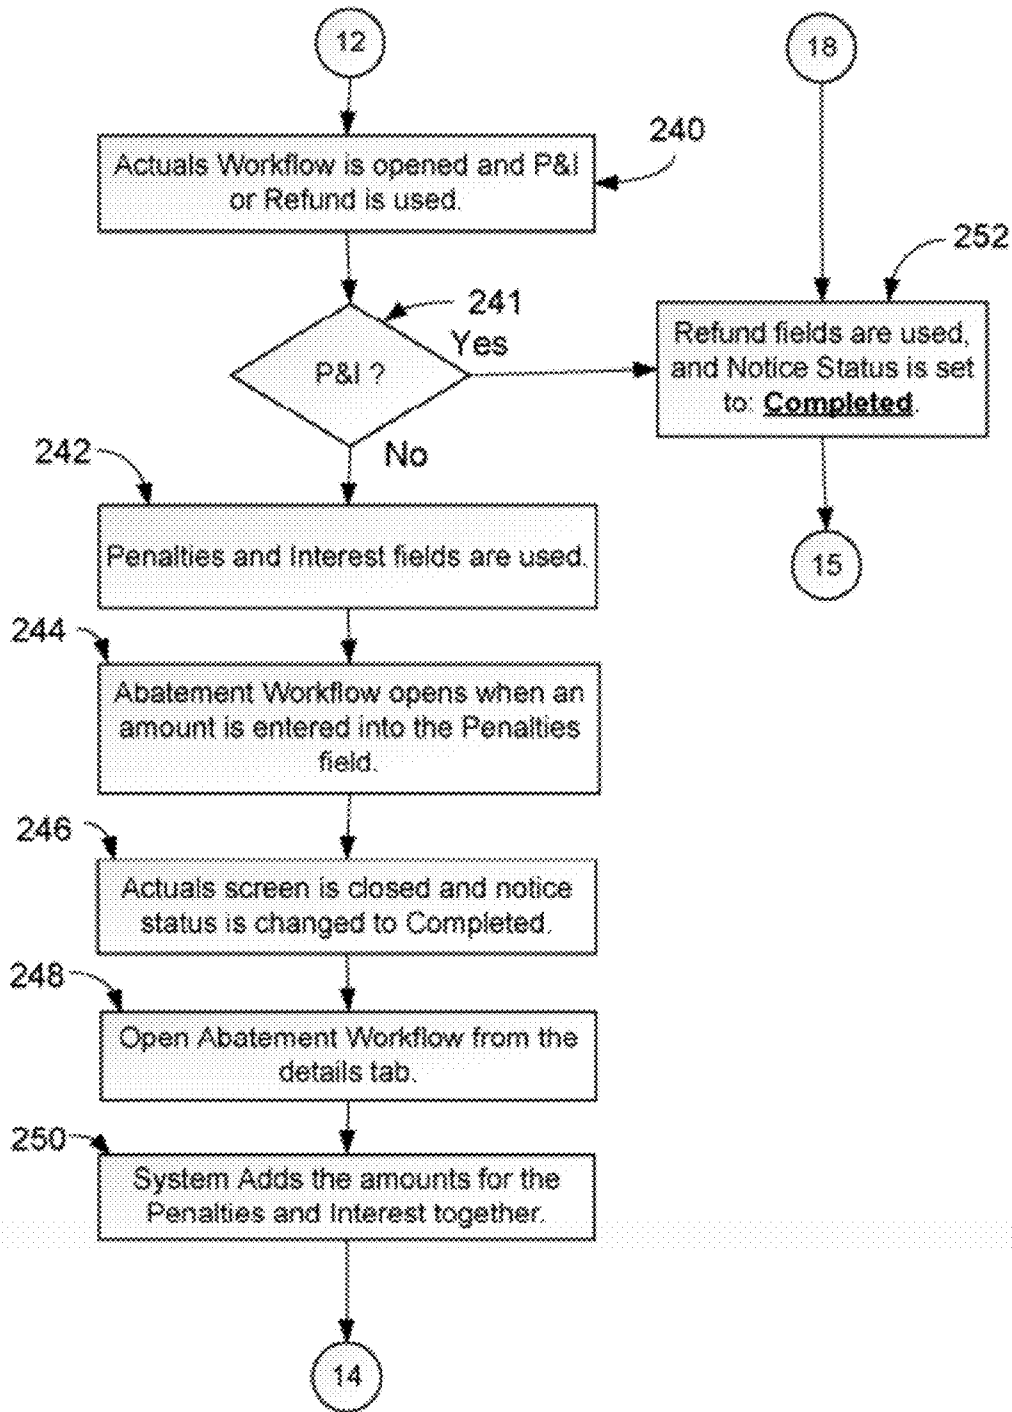 12
18
240
Actuals Workflow is opened and P&I
or Refund is used.
252
241
Yes
Refund fields are used,
and Notice Status is set
to: Completed.
P&I ?
No
242
Penalties and Interest fields are used.
15
244
Abatement Workflow opens when an
amount is entered into the Penalties
field.
246
Actuals screen is closed and notice
status is changed to Completed.
248
Open Abatement Workflow from the
details tab.
250
System Adds the amounts for the
Penalties and Interest together.
14